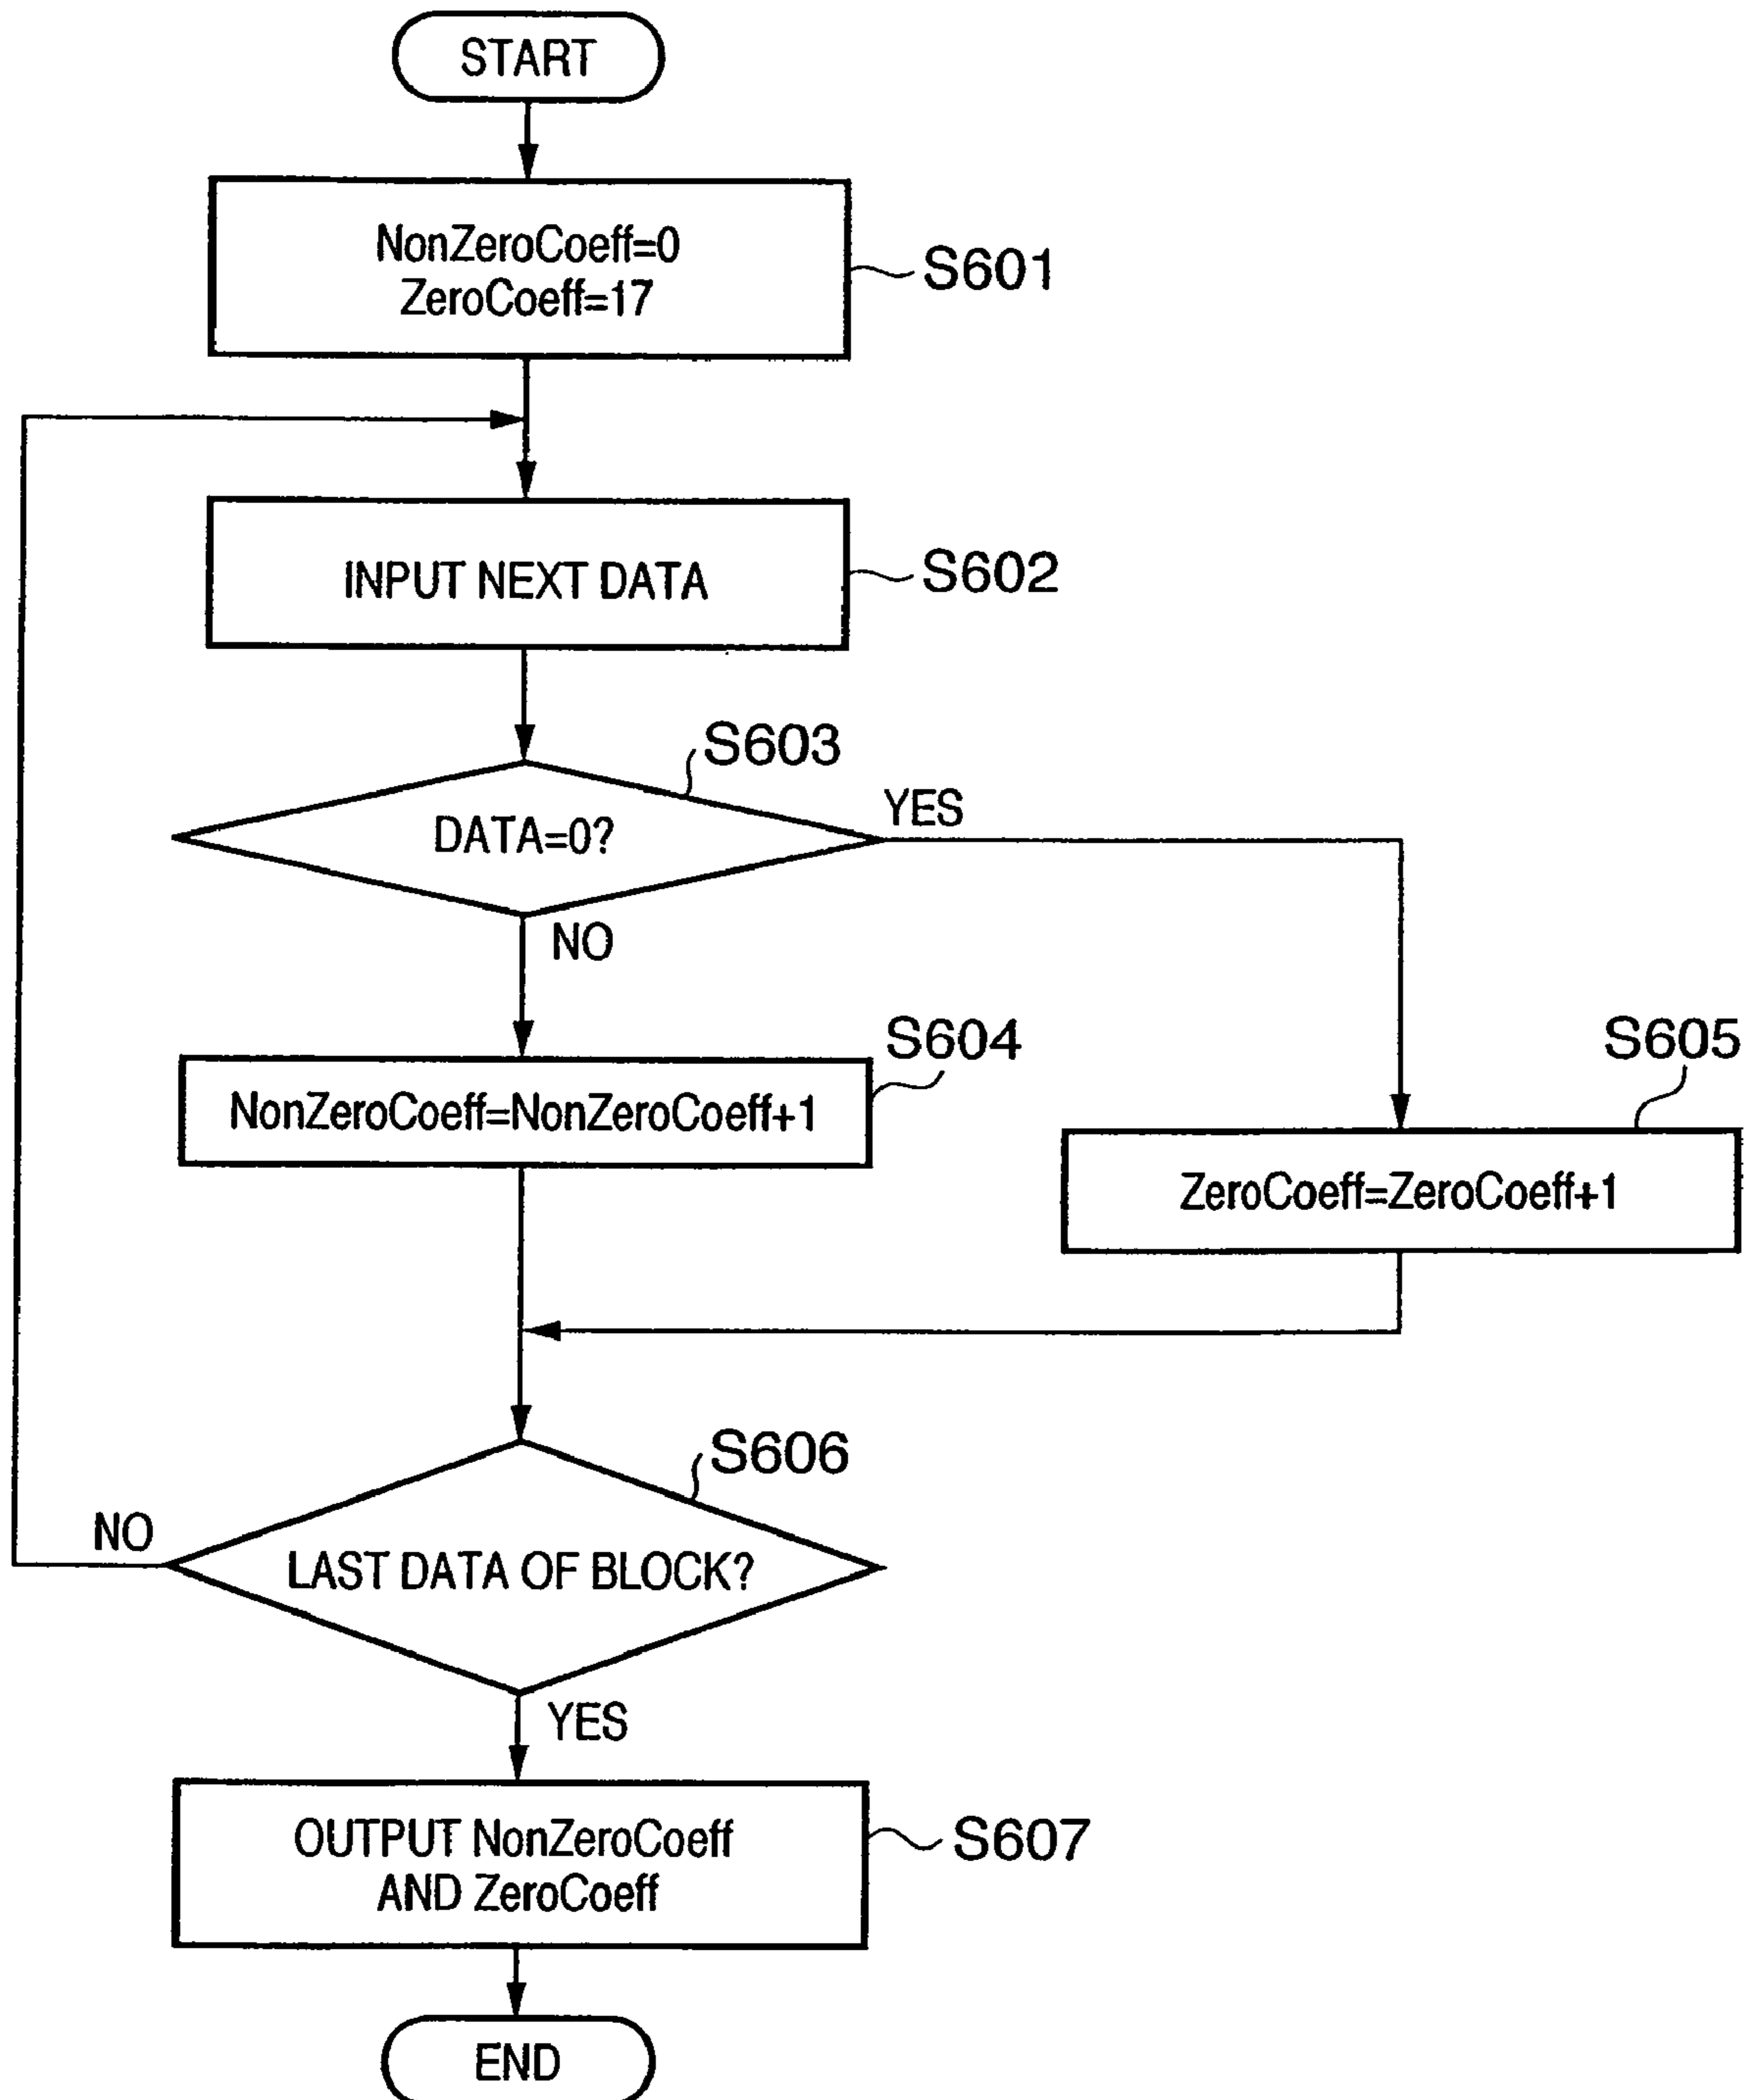 START
NonZeroCoeff=0
ZeroCoeff=17
S601
INPUT NEXT DATA
S602
S603
DATA=0?
YES
NO
S604
NonZeroCoeff=NonZeroCoeff+1
S605
ZeroCoeff=ZeroCoeff+1
S606
NO
LAST DATA OF BLOCK?
YES
OUTPUT NonZeroCoeff
AND ZeroCoeff
S607
END